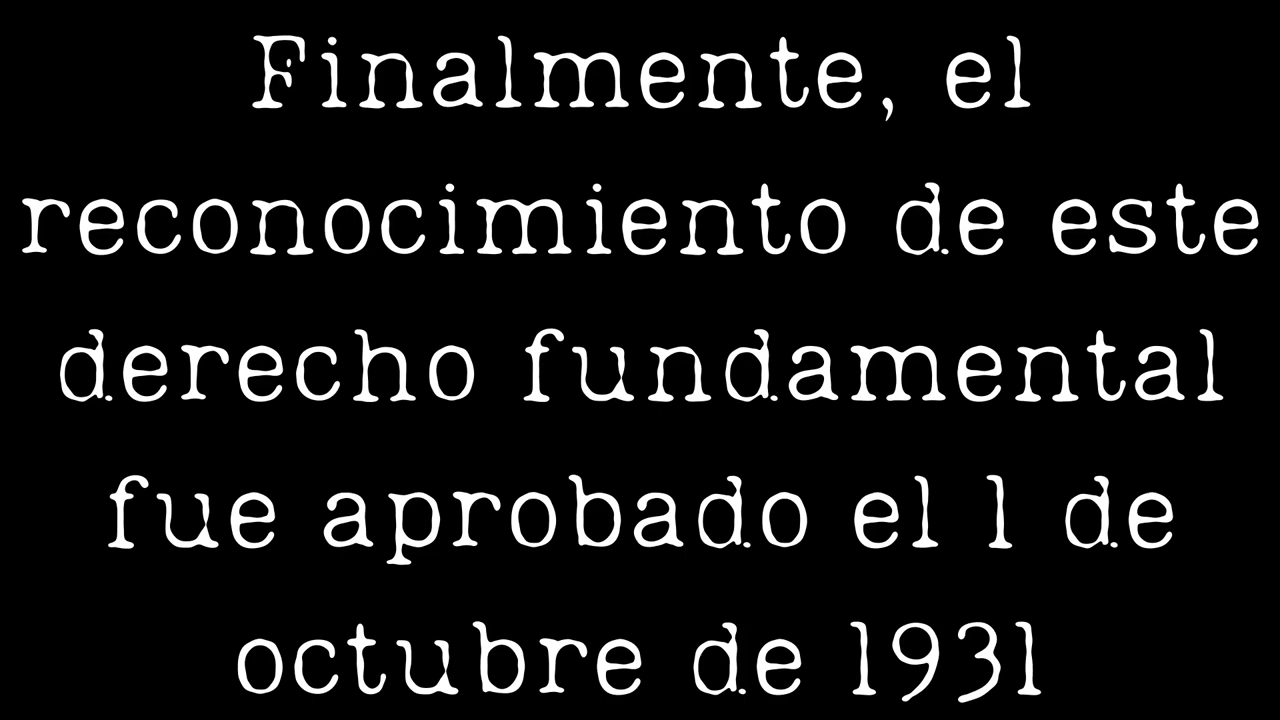 Finalmente, el
reconocimiento de este
derecho fundamental
fue aprobado el 1 de
octubre de 1931